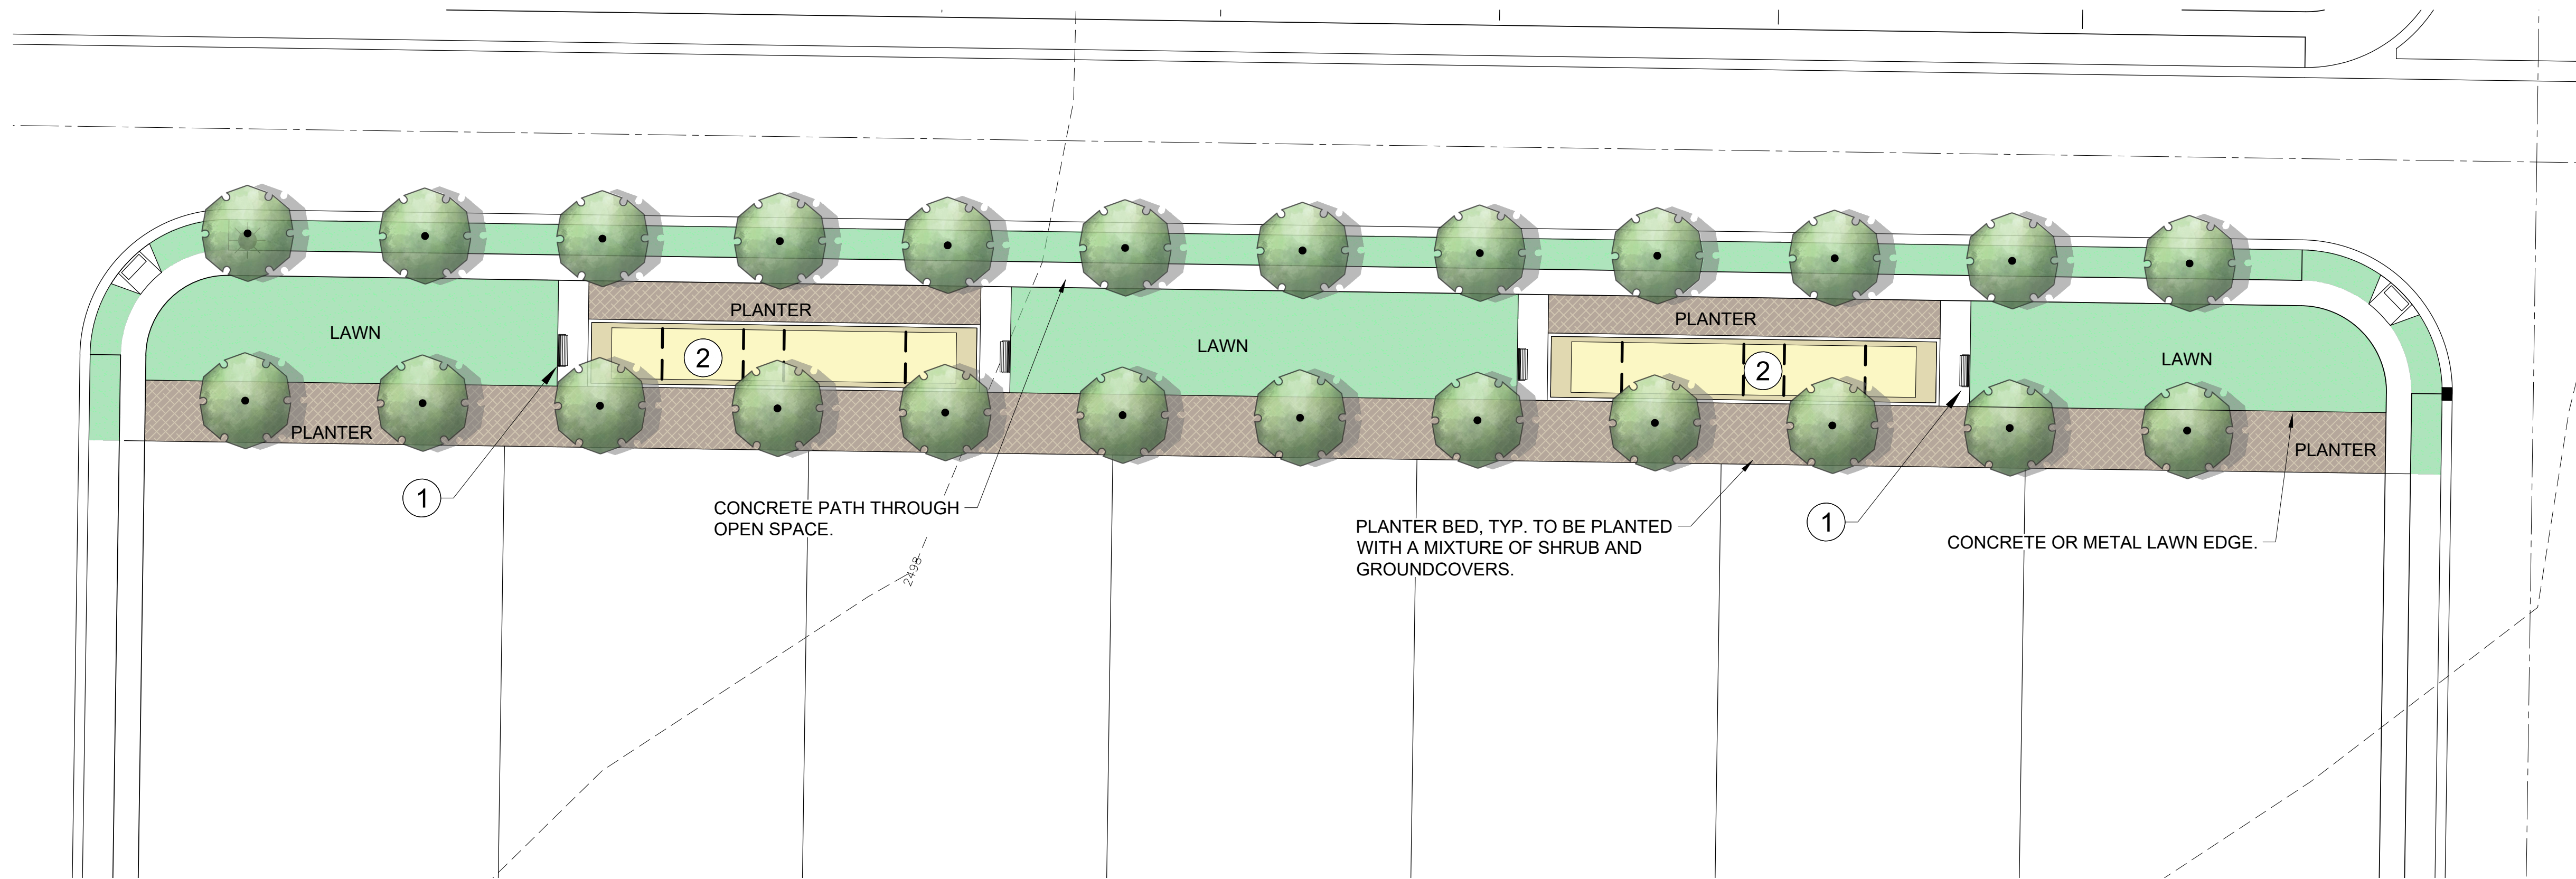 PLANTER
PLANTER
LAWN
LAWN
LAWN
2
2
PLANTER
PLANTER
1
CONCRETE PATH THROUGH
OPEN SPACE.
PLANTER BED, TYP. TO BE PLANTED
WITH A MIXTURE OF SHRUB AND
GROUNDCOVERS.
1
CONCRETE OR METAL LAWN EDGE.
2498